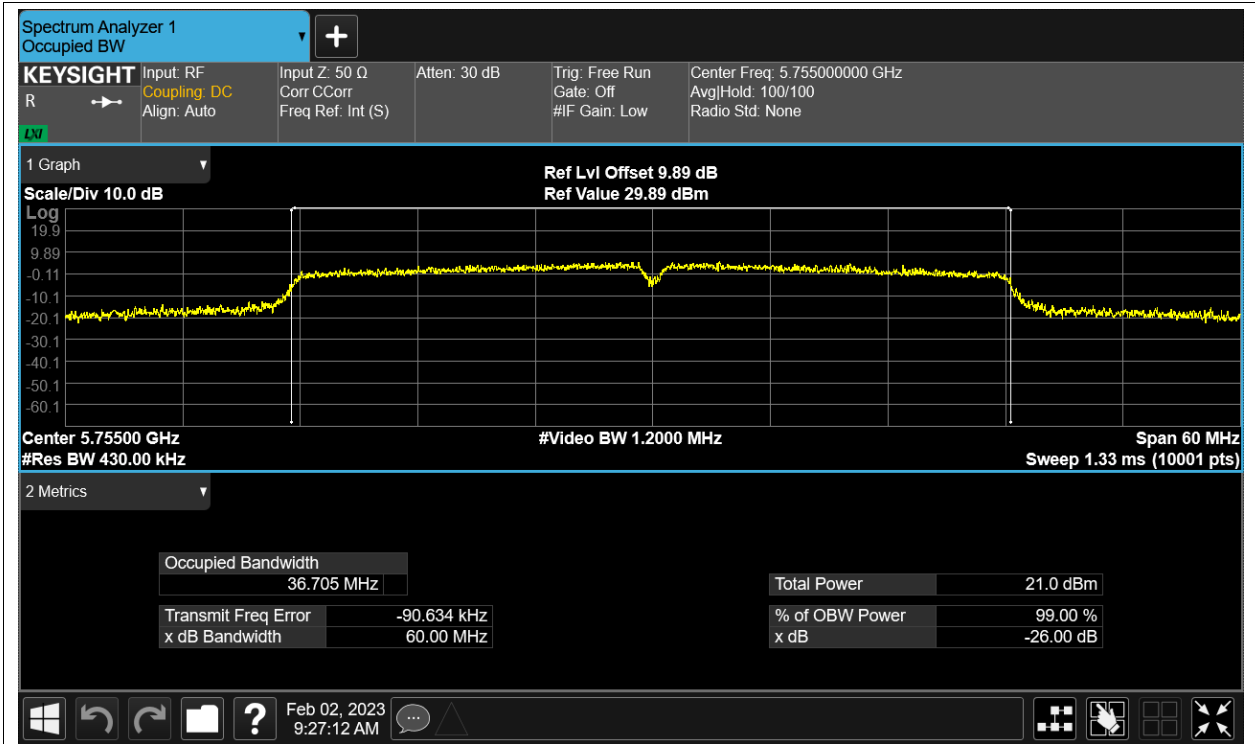 Spectrum Analyzer 1
Occupied BW
KEYSIGHT
R
LXI
Input: RF
Coupling: DC
Align: Auto
Input Z: 50 Ω
Corr CCorr
Freq Ref: Int (S)
Atten: 30 dB
Trig: Free Run
Gate: Off
#IF Gain: Low
Center Freq: 5.755000000 GHz
Avg|Hold: 100/100
Radio Std: None
1 Graph
Scale/Div 10.0 dB
Ref Lvl Offset 9.89 dB
Ref Value 29.89 dBm
Log
19.9
9.89
-0.11
-10.1
-20.1
-30.1
-40.1
-50.1
-60.1
Center 5.75500 GHz
#Res BW 430.00 kHz
#Video BW 1.2000 MHz
Span 60 MHz
Sweep 1.33 ms (10001 pts)
2 Metrics
Occupied Bandwidth
36.705 MHz
Transmit Freq Error -90.634 kHz
x dB Bandwidth 60.00 MHz
Total Power 21.0 dBm
% of OBW Power 99.00 %
x dB -26.00 dB
Feb 02, 2023
9:27:12 AM